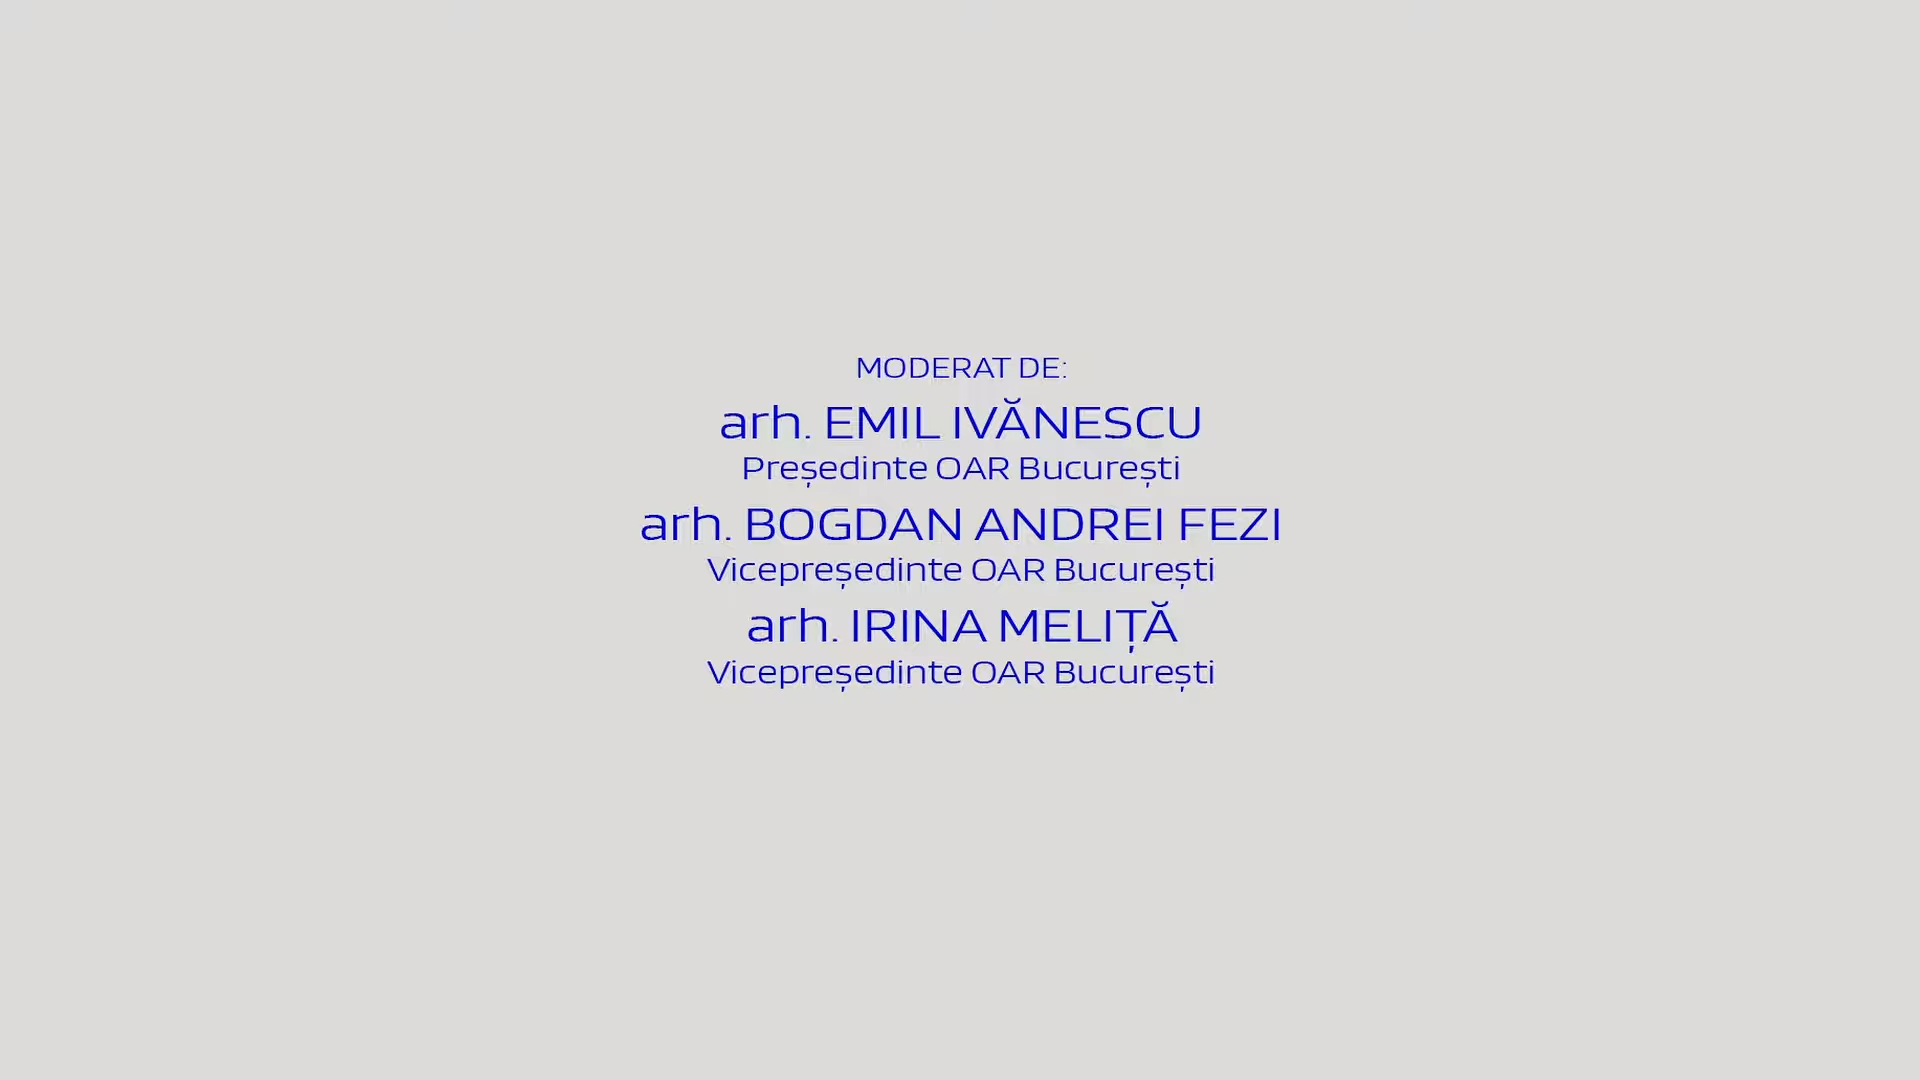 MODERAT DE:
arh. EMIL IVĂNESCU
Președinte OAR București
arh. BOGDAN ANDREI FEZI
Vicepreședinte OAR București
arh. IRINA MELIȚĂ
Vicepreședinte OAR București